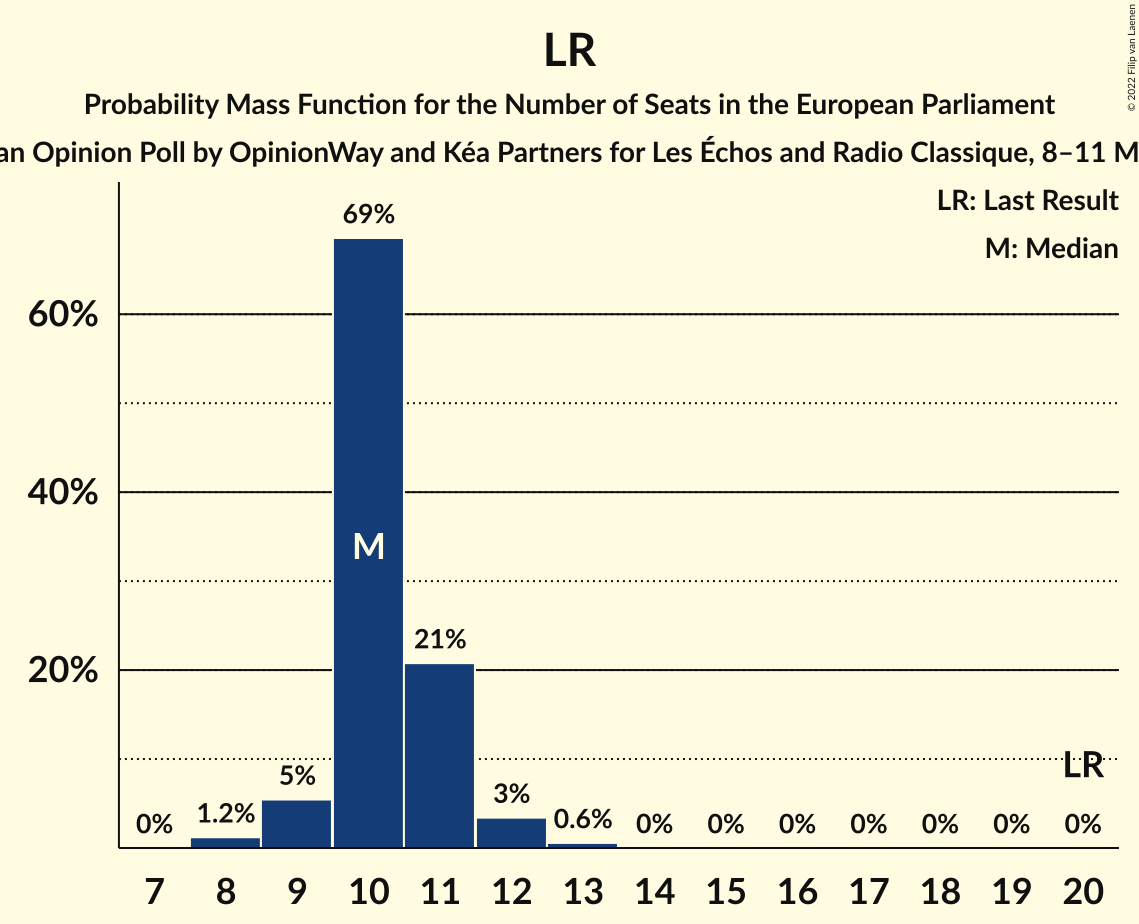 LR
© 2022 Filip van Laenen
Probability Mass Function for the Number of Seats in the European Parliament
an Opinion Poll by OpinionWay and Kéa Partners for Les Échos and Radio Classique, 8–11 M
LR: Last Result
M: Median
69%
60%
40%
M
21%
20%
LR
5%
3%
1.2%
0.6%
0% 0% 0% 0% 0% 0% 0% 0%
7 8 9 10 11 12 13 14 15 16 17 18 19 20